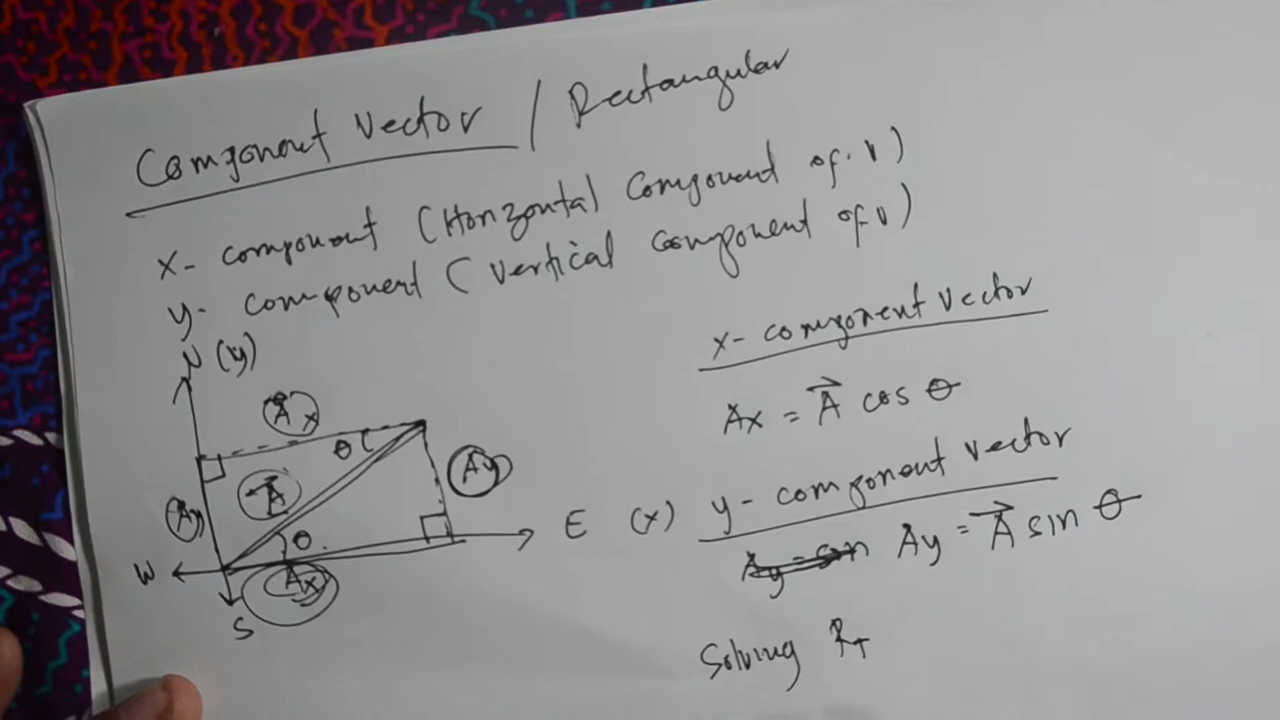 Component Vector / Rectangular
X- component (Horizontal Component of V)
y- component (Vertical Component of V)
N (y)
x- component vector
A⃗x
Ax = A⃗ cos θ
θ
Ay
A⃗
y- component vector
Ay
E (x)
θ
Ay = A⃗ sin θ
W
Ax
S
Solving RT